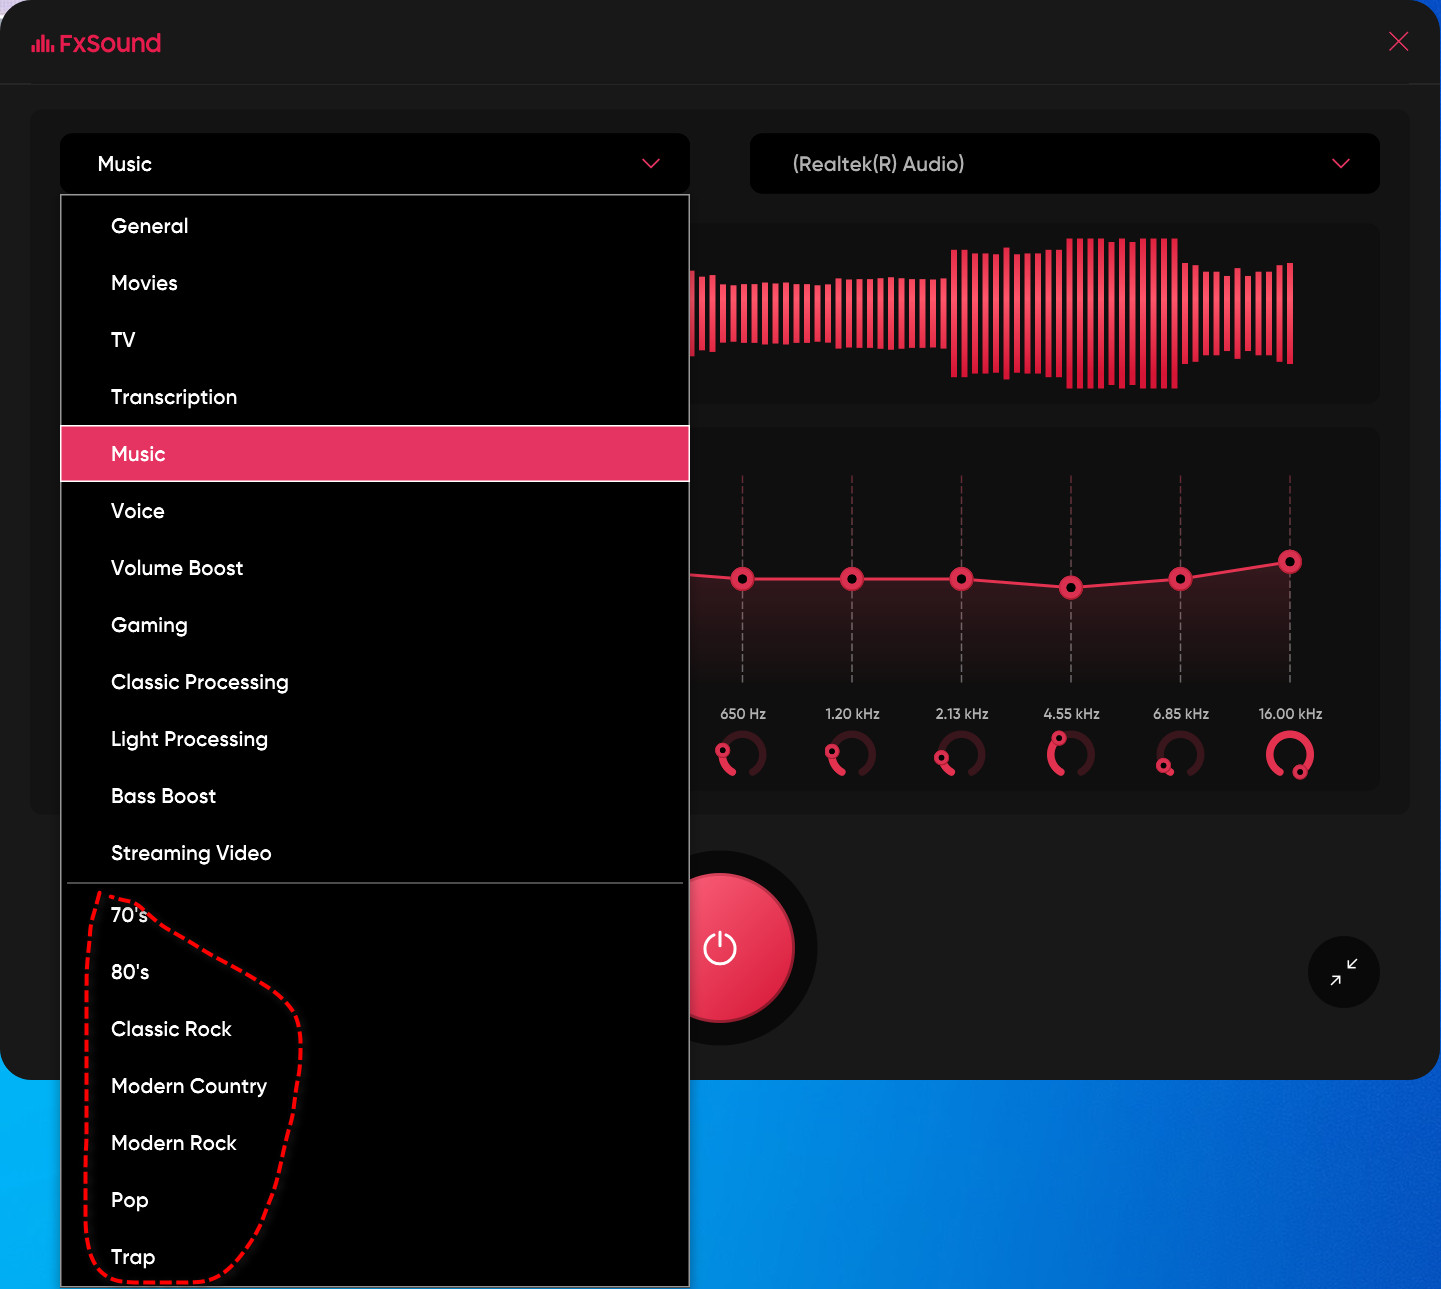 FxSound
Music
(Realtek(R) Audio)
General
Movies
TV
Transcription
Music
Voice
Volume Boost
Gaming
Classic Processing
Light Processing
Bass Boost
Streaming Video
70's
80's
Classic Rock
Modern Country
Modern Rock
Pop
Trap
650 Hz 1.20 kHz 2.13 kHz 4.55 kHz 6.85 kHz 16.00 kHz